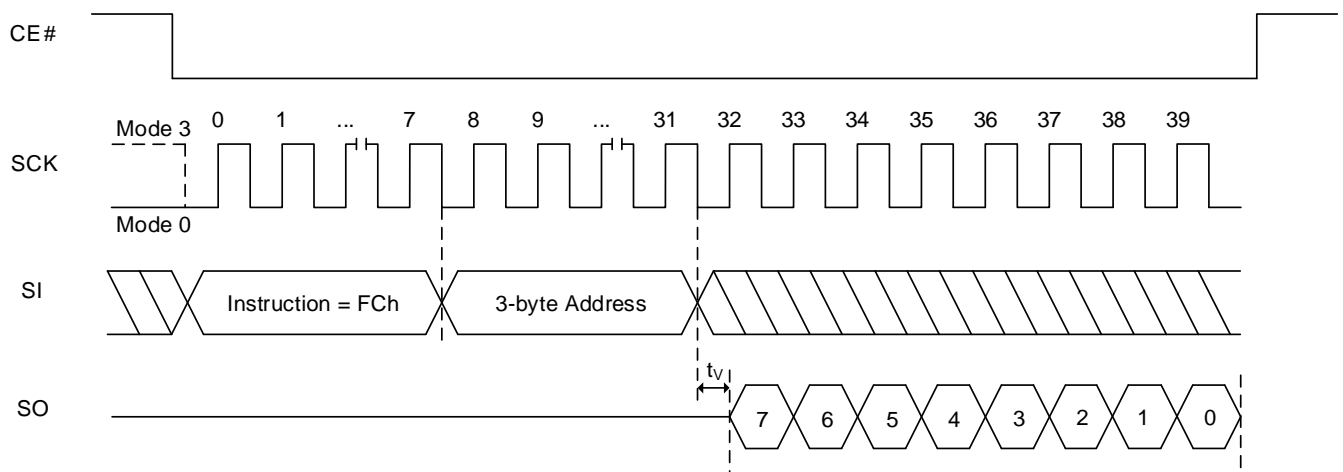 CE#
Mode 3
0 1 ... 7 8 9 ... 31 32 33 34 35 36 37 38 39
SCK
Mode 0
SI
Instruction = FCh
3-byte Address
tV
SO
7 6 5 4 3 2 1 0